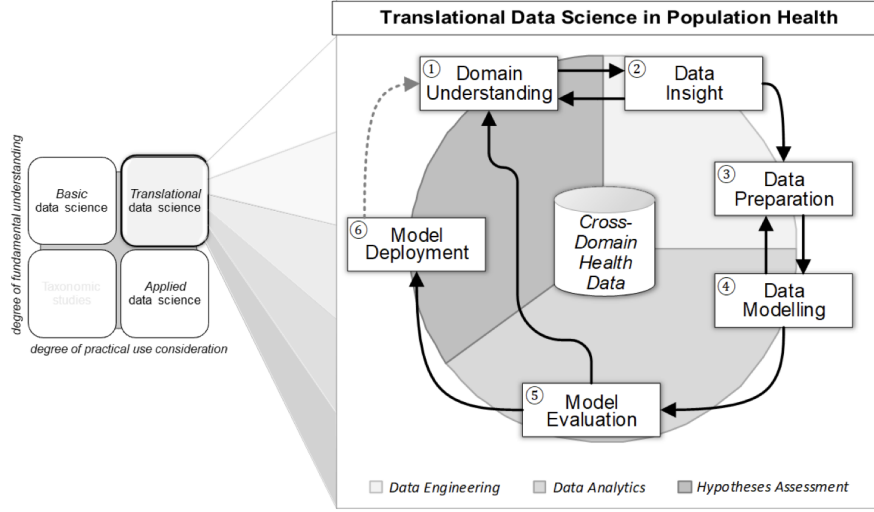 Translational Data Science in Population Health
① Domain
Understanding
② Data
Insight
③ Data
Preparation
④ Data
Modelling
⑤ Model
Evaluation
⑥ Model
Deployment
Cross-
Domain
Health
Data
Data Engineering
Data Analytics
Hypotheses Assessment
degree of fundamental understanding
Basic
data science
Translational
data science
Taxonomic
studies
Applied
data science
degree of practical use consideration